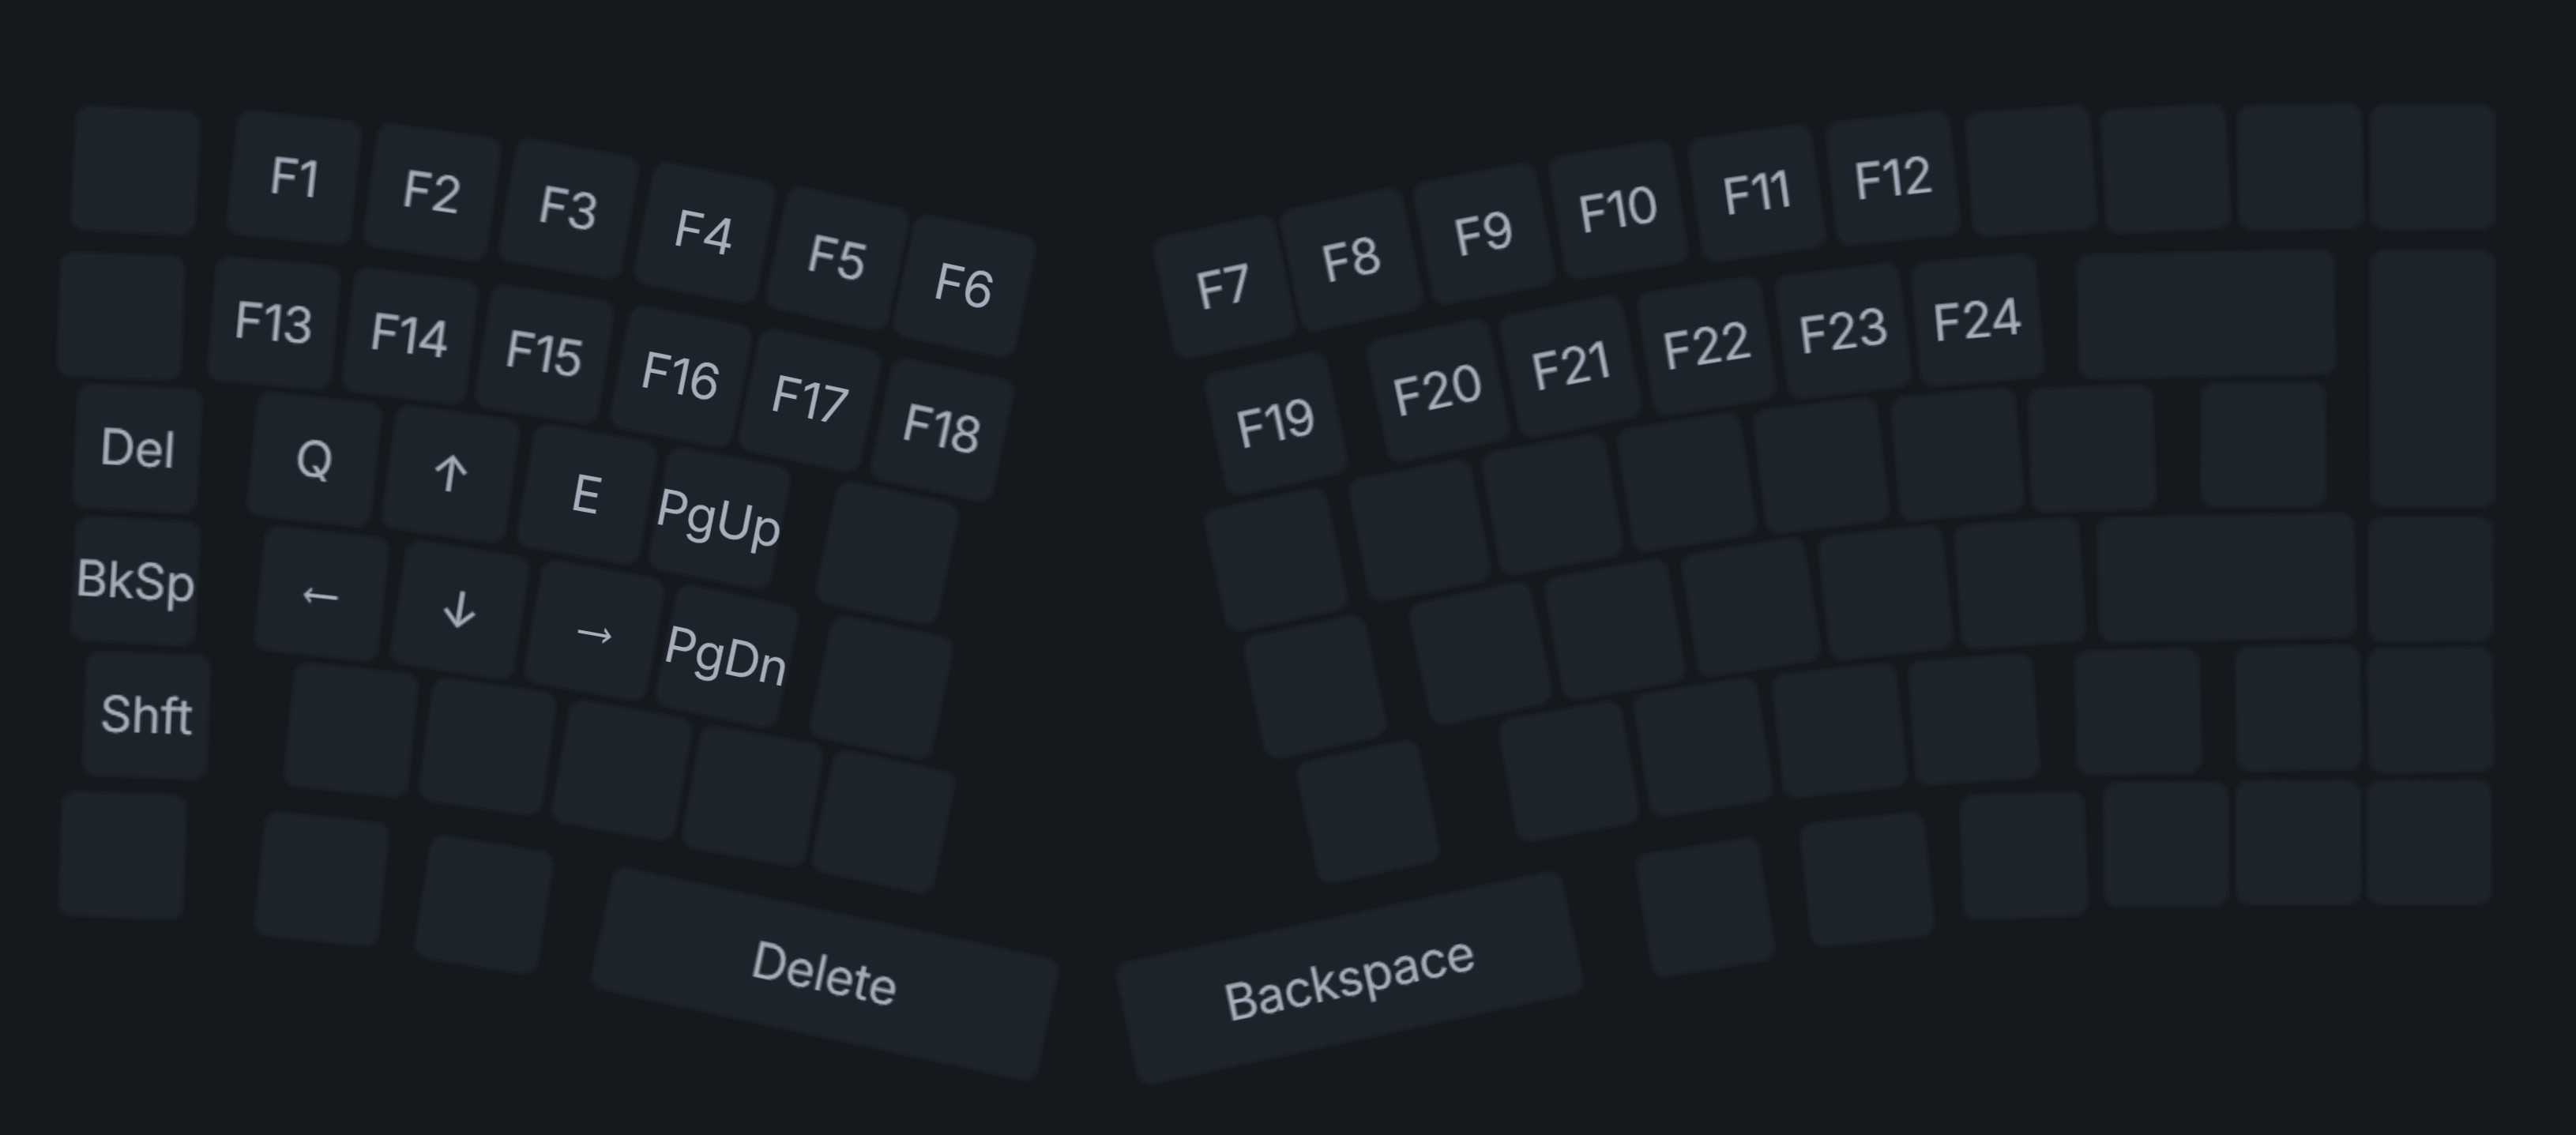 F1 F2 F3 F4 F5 F6 F7 F8 F9 F10 F11 F12
F13 F14 F15 F16 F17 F18 F19 F20 F21 F22 F23 F24
Del Q ↑ E PgUp
BkSp ← ↓ → PgDn
Shft
Delete Backspace